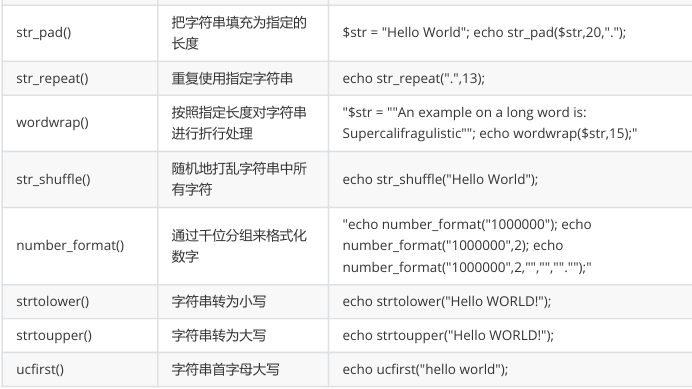 str_pad()
把字符串填充为指定的
长度
$str = "Hello World"; echo str_pad($str,20,".");
str_repeat()
重复使用指定字符串
echo str_repeat(".",13);
wordwrap()
按照指定长度对字符串
进行折行处理
"$str = ""An example on a long word is:
Supercalifragulistic""; echo wordwrap($str,15);"
str_shuffle()
随机地打乱字符串中所
有字符
echo str_shuffle("Hello World");
number_format()
通过千位分组来格式化
数字
"echo number_format("1000000"); echo
number_format("1000000",2); echo
number_format("1000000",2,"","",""."");"
strtolower()
字符串转为小写
echo strtolower("Hello WORLD!");
strtoupper()
字符串转为大写
echo strtoupper("Hello WORLD!");
ucfirst()
字符串首字母大写
echo ucfirst("hello world");